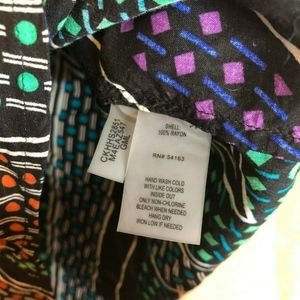 SHELL
100% RAYON
RN# 54163
HAND WASH COLD
WITH LIKE COLORS
INSIDE OUT
ONLY NON-CHLORINE
BLEACH WHEN NEEDED
HANG DRY
IRON LOW IF NEEDED
CKHHS2651